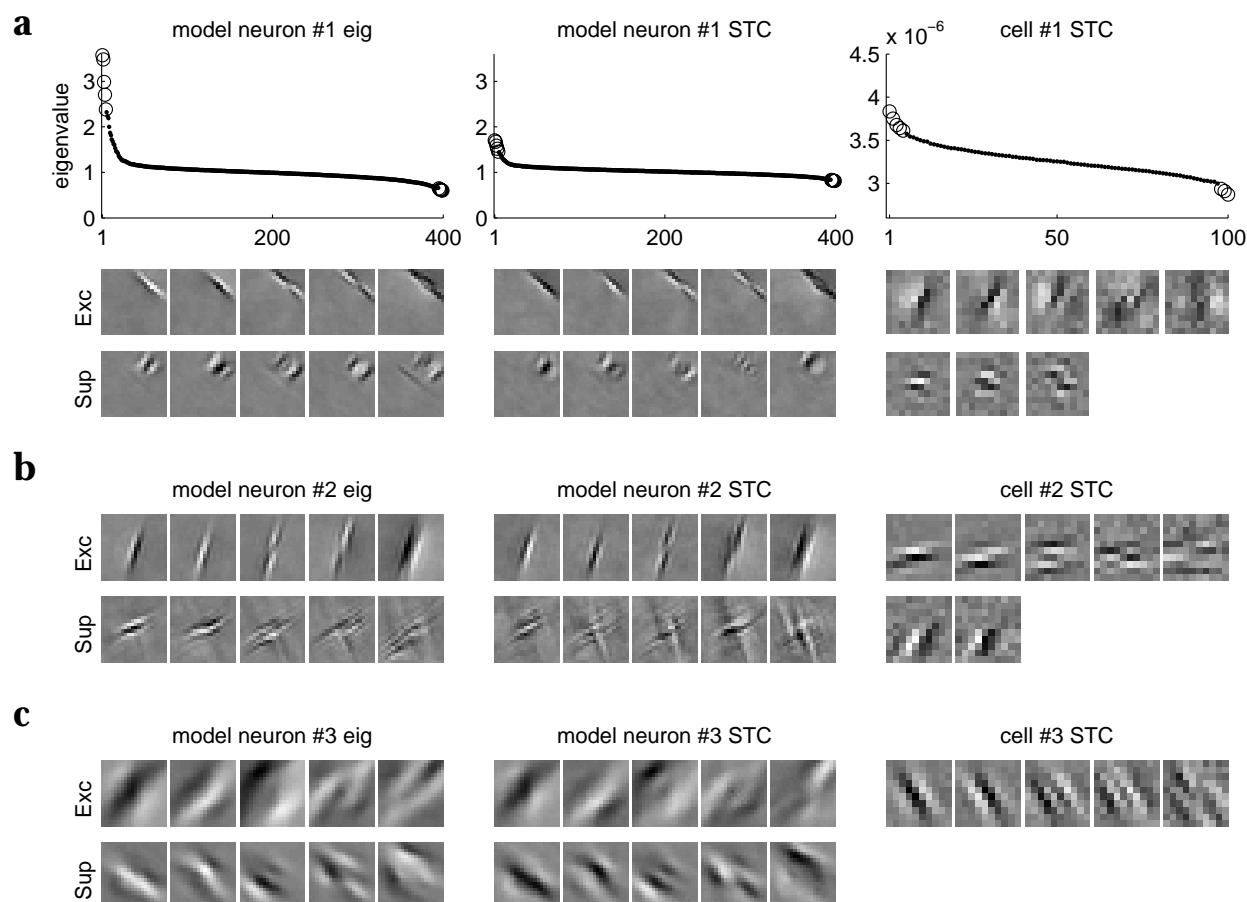 a
model neuron #1 eig
model neuron #1 STC
cell #1 STC
x 10−6
eigenvalue
3
2
1
0
1
200
400
3
2
1
0
1
200
400
4.5
4
3.5
3
1
50
100
Exc
Sup
b
model neuron #2 eig
model neuron #2 STC
cell #2 STC
Exc
Sup
c
model neuron #3 eig
model neuron #3 STC
cell #3 STC
Exc
Sup